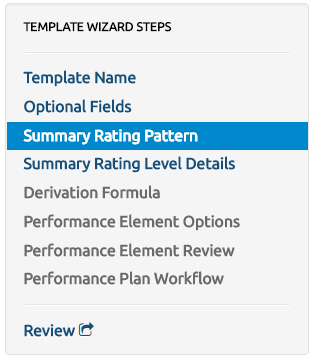 TEMPLATE WIZARD STEPS
Template Name
Optional Fields
Summary Rating Pattern
Summary Rating Level Details
Derivation Formula
Performance Element Options
Performance Element Review
Performance Plan Workflow
Review